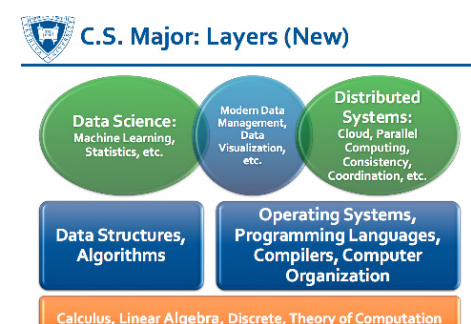 C.S. Major: Layers (New)
Data Science:
Machine Learning,
Statistics, etc.
Modern Data
Management,
Data
Visualization,
etc.
Distributed
Systems:
Cloud, Parallel
Computing,
Consistency,
Coordination, etc.
Data Structures,
Algorithms
Operating Systems,
Programming Languages,
Compilers, Computer
Organization
Calculus, Linear Algebra, Discrete, Theory of Computation